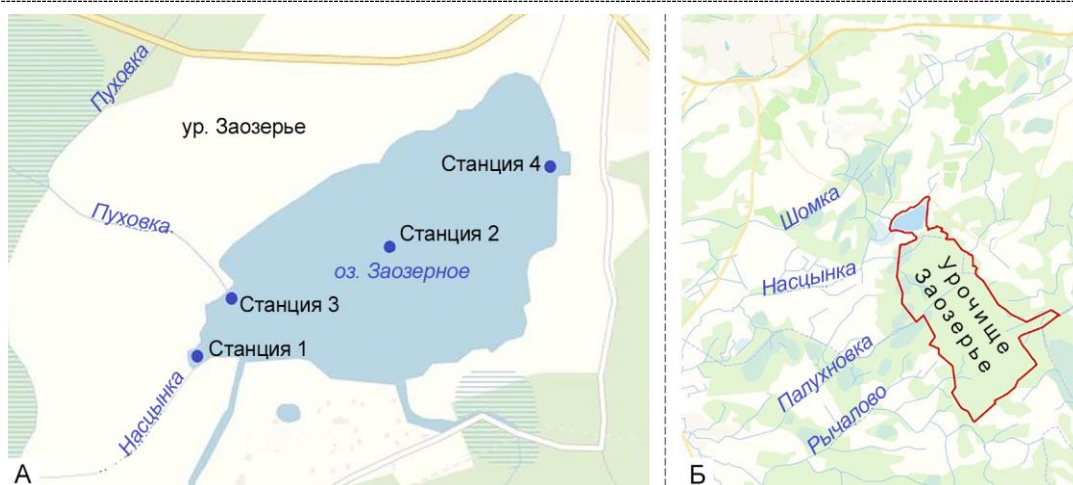 Пуховка
ур. Заозерье
Станция 4
Пуховка
Станция 2
оз. Заозерное
Станция 3
Станция 1
Насцынка
А
Шомка
Насцынка
Урочище
Заозерье
Палухновка
Рычалово
Б